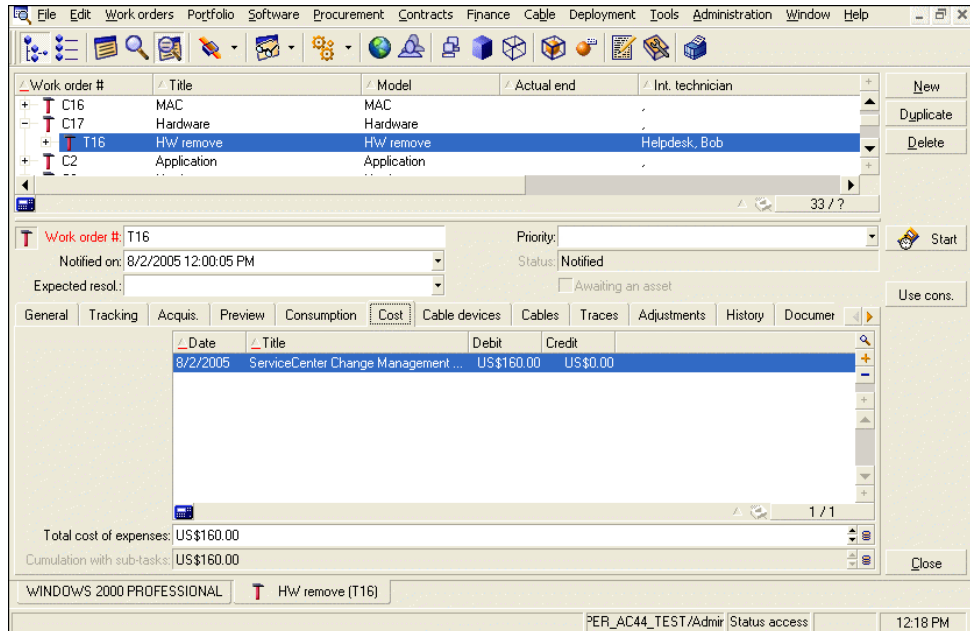 File Edit Work orders Portfolio Software Procurement Contracts Finance Cable Deployment Tools Administration Window Help
Work order # Title Model Actual end Int. technician
New
C16 MAC MAC ,
C17 Hardware Hardware ,
Duplicate
T16 HW remove HW remove Helpdesk, Bob
Delete
C2 Application Application ,
33 / ?
Work order #: T16 Priority:
Start
Notified on: 8/2/2005 12:00:05 PM Status: Notified
Expected resol.: Awaiting an asset
Use cons.
General Tracking Acquis. Preview Consumption Cost Cable devices Cables Traces Adjustments History Documer
Date Title Debit Credit
8/2/2005 ServiceCenter Change Management ... US$160.00 US$0.00
1 / 1
Total cost of expenses: US$160.00
Cumulation with sub-tasks: US$160.00
Close
WINDOWS 2000 PROFESSIONAL HW remove (T16)
PER_AC44_TEST/Admir Status access 12:18 PM